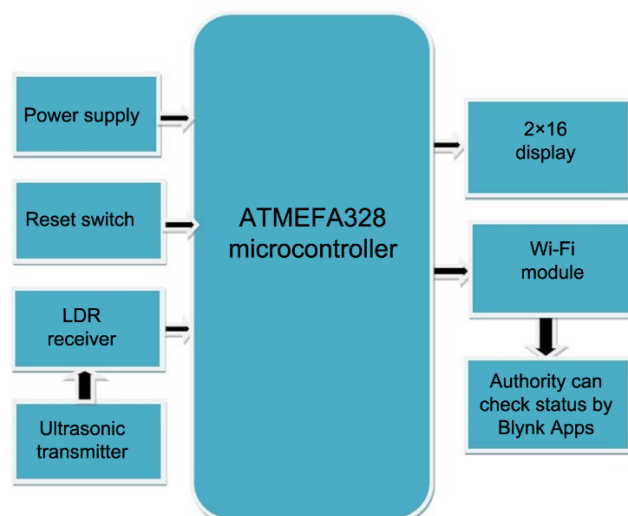 Power supply
Reset switch
LDR
receiver
Ultrasonic
transmitter
ATMEFA328
microcontroller
2×16
display
Wi-Fi
module
Authority can
check status by
Blynk Apps